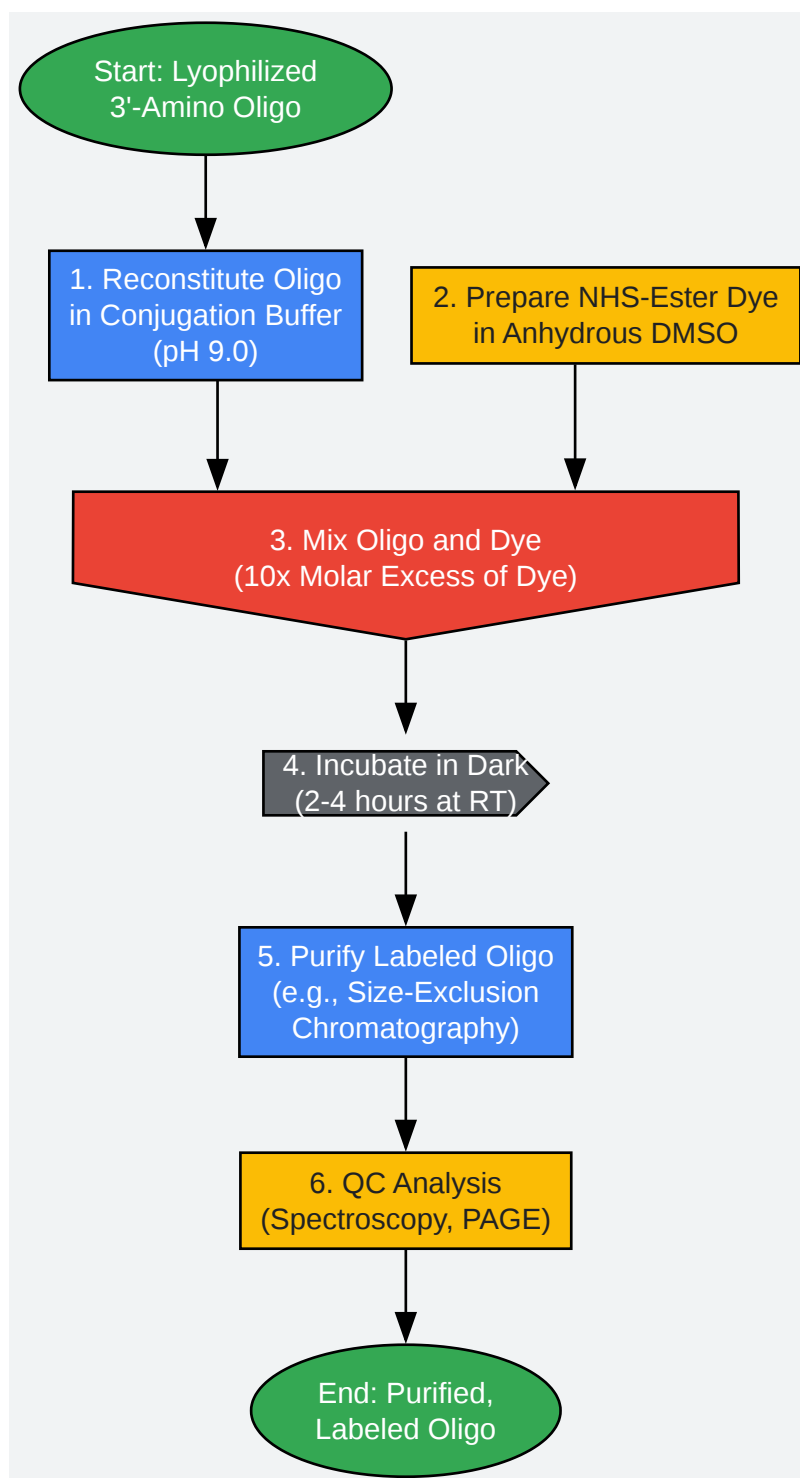 Start: Lyophilized
3'-Amino Oligo
1. Reconstitute Oligo
in Conjugation Buffer
(pH 9.0)
2. Prepare NHS-Ester Dye
in Anhydrous DMSO
3. Mix Oligo and Dye
(10x Molar Excess of Dye)
4. Incubate in Dark
(2-4 hours at RT)
5. Purify Labeled Oligo
(e.g., Size-Exclusion
Chromatography)
6. QC Analysis
(Spectroscopy, PAGE)
End: Purified,
Labeled Oligo